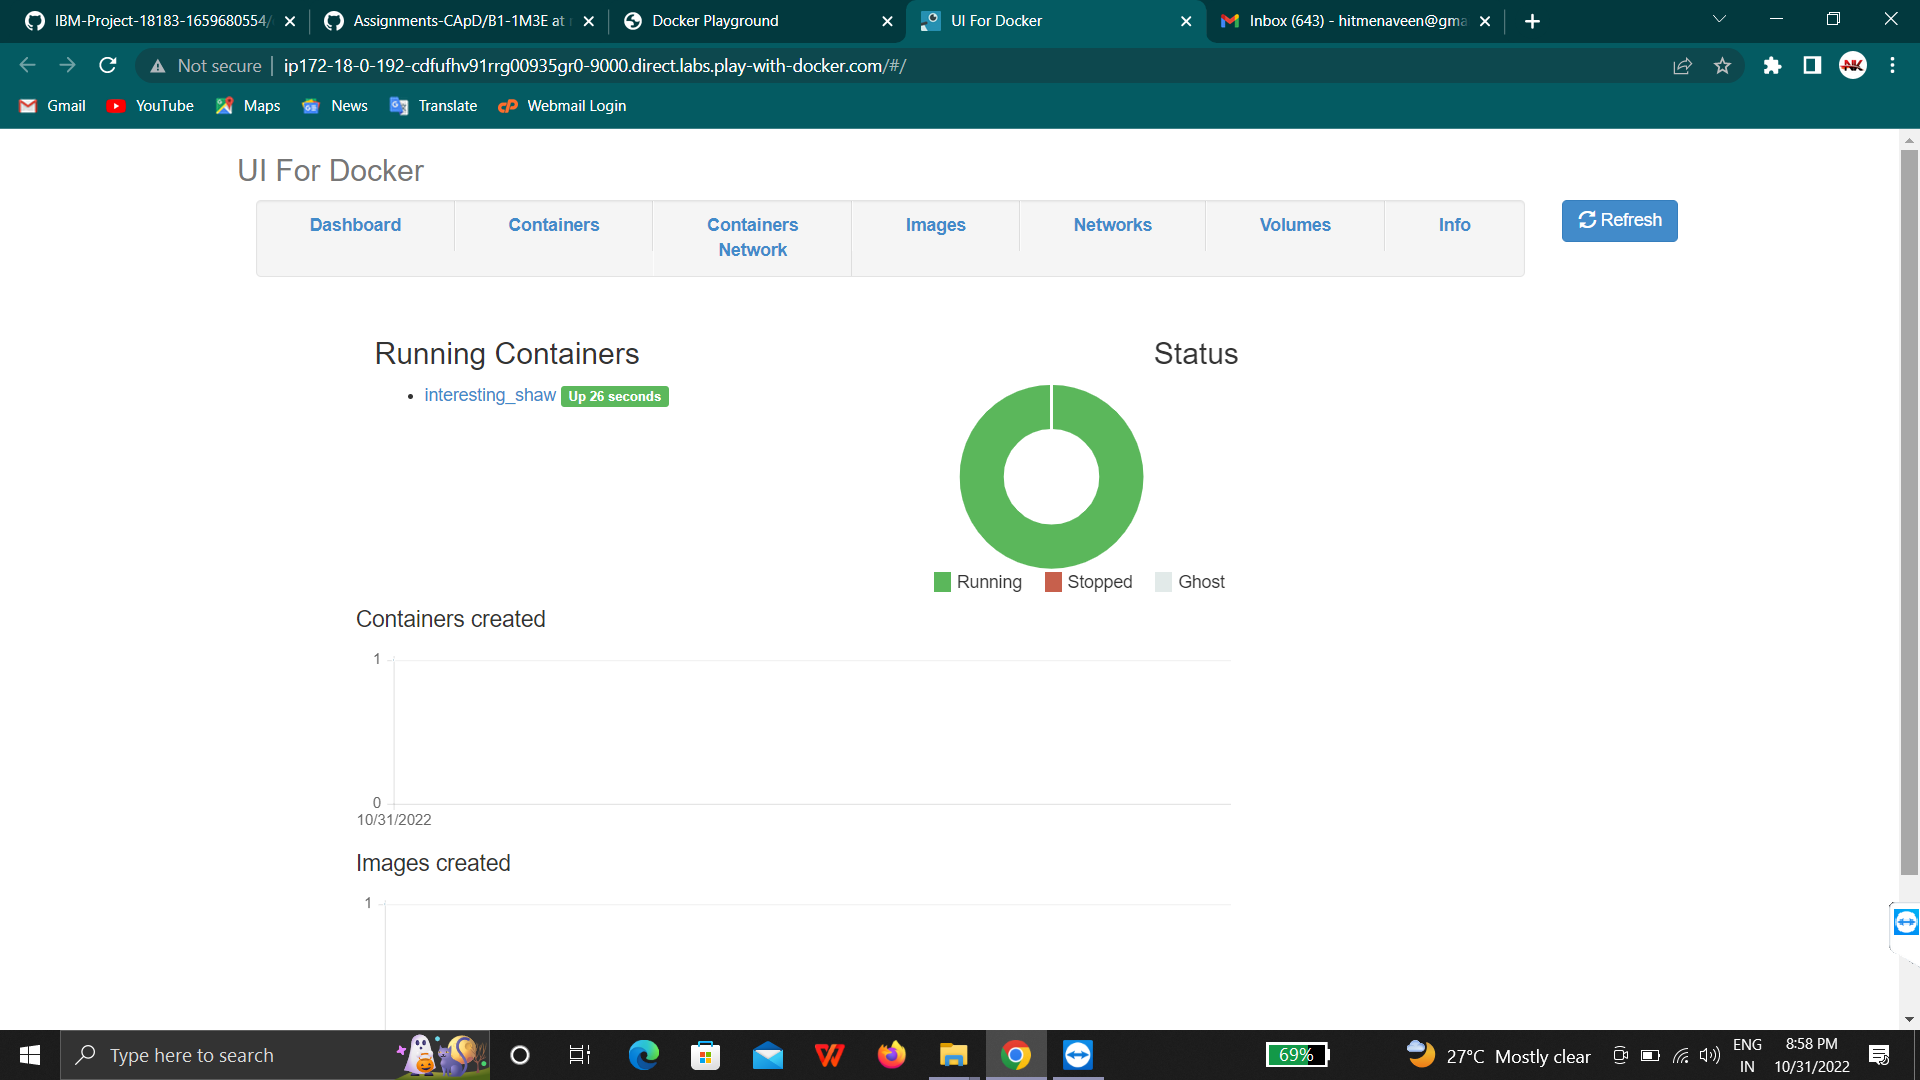 IBM-Project-18183-1659680554/
Assignments-CApD/B1-1M3E at
Docker Playground
UI For Docker
Inbox (643) - hitmenaveen@gma
Not secure
ip172-18-0-192-cdfufhv91rrg00935gr0-9000.direct.labs.play-with-docker.com/#/
Gmail
YouTube
Maps
News
Translate
Webmail Login
UI For Docker
Dashboard
Containers
Containers
Network
Images
Networks
Volumes
Info
Refresh
Running Containers
interesting_shaw Up 26 seconds
Status
Running
Stopped
Ghost
Containers created
1
0
10/31/2022
Images created
1
Type here to search
69%
27°C Mostly clear
ENG
IN
8:58 PM
10/31/2022